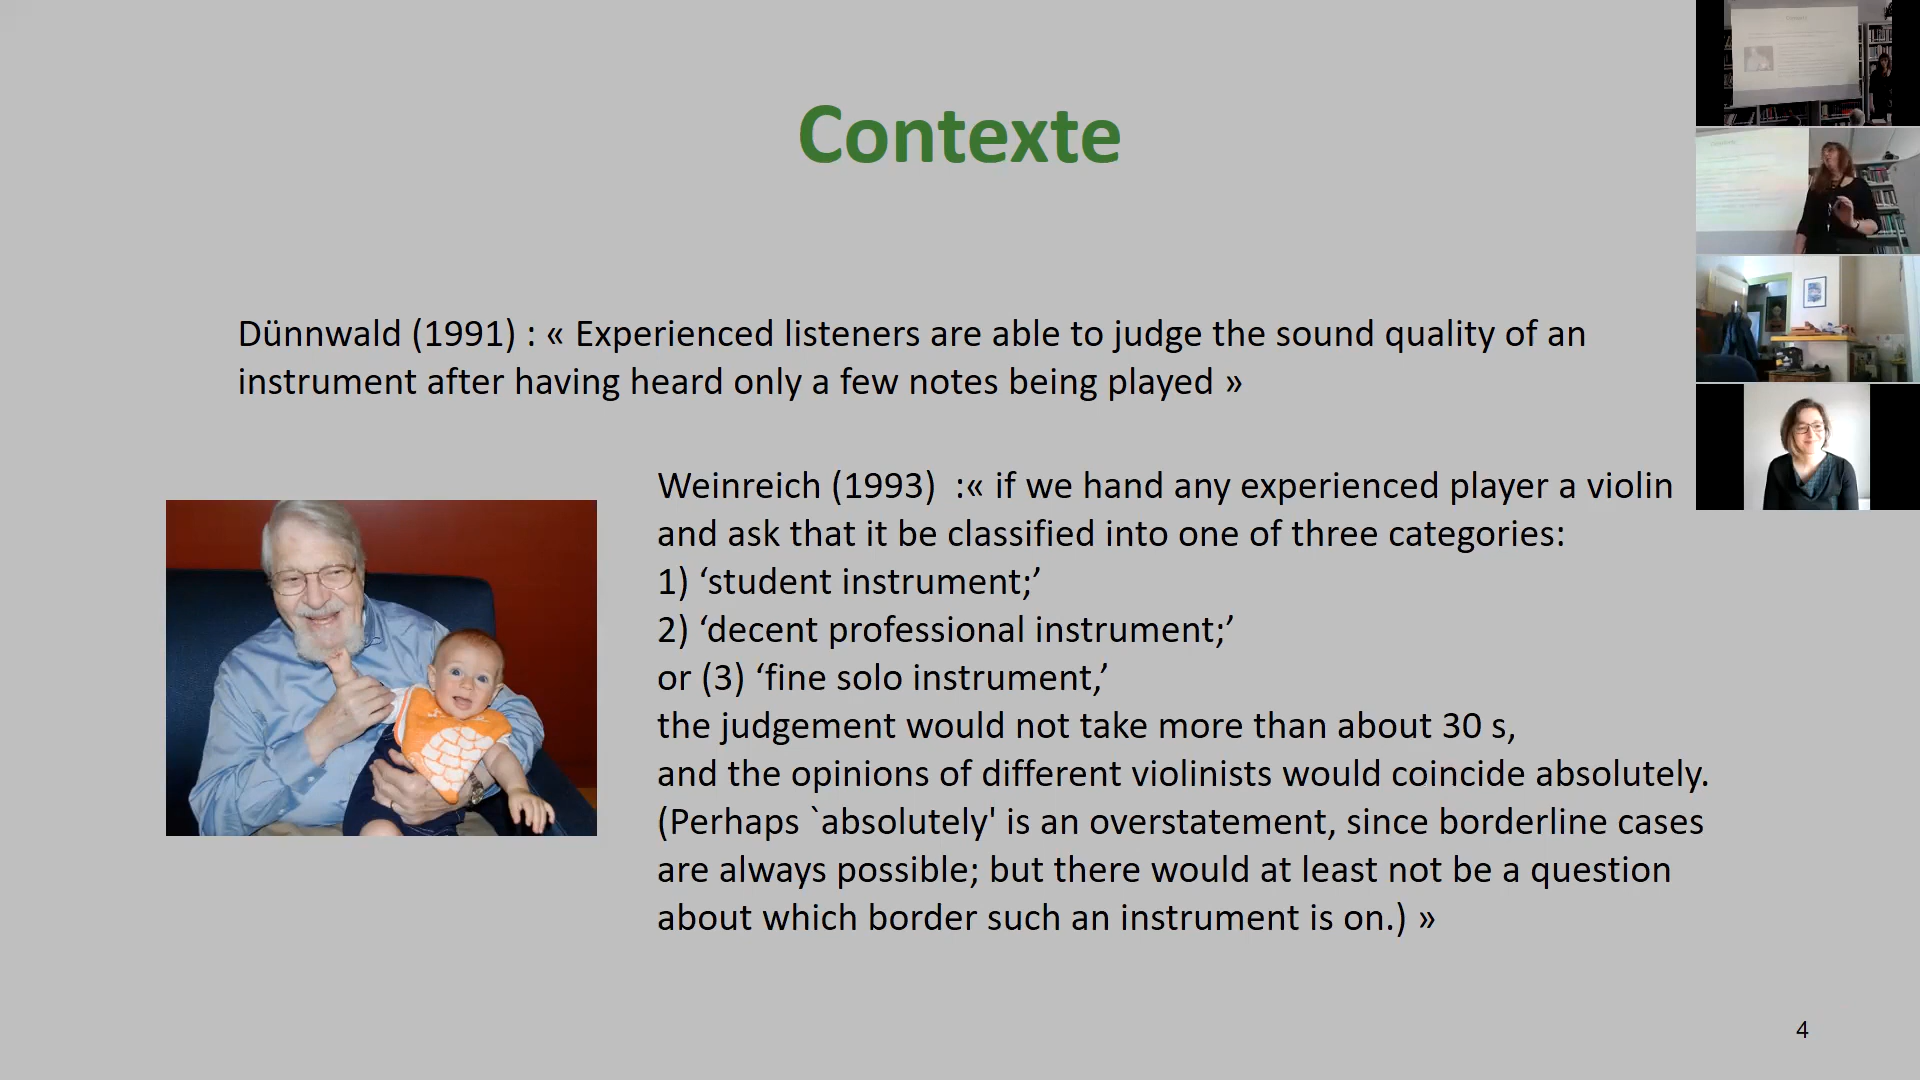 Contexte
Dünnwald (1991) : « Experienced listeners are able to judge the sound quality of an
instrument after having heard only a few notes being played »
Weinreich (1993)  :« if we hand any experienced player a violin
and ask that it be classified into one of three categories:
1) ‘student instrument;’
2) ‘decent professional instrument;’
or (3) ‘fine solo instrument,’
the judgement would not take more than about 30 s,
and the opinions of different violinists would coincide absolutely.
(Perhaps `absolutely' is an overstatement, since borderline cases
are always possible; but there would at least not be a question
about which border such an instrument is on.) »
4